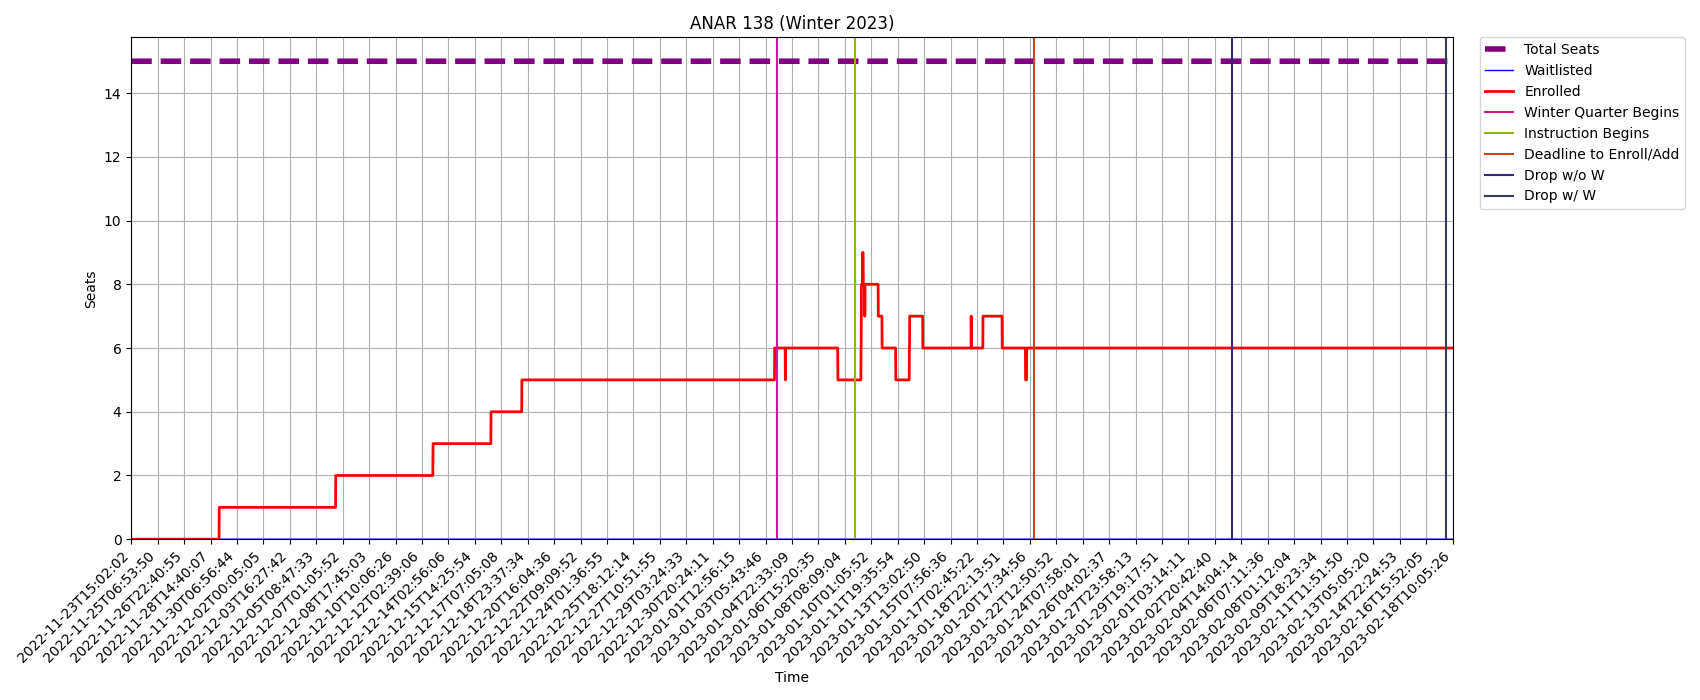 ANAR 138 (Winter 2023)
Total Seats
Waitlisted
Enrolled
Winter Quarter Begins
Instruction Begins
Deadline to Enroll/Add
Drop w/o W
Drop w/ W
Seats
14
12
10
8
6
4
2
0
2022-11-23T15:02:02
2022-11-25T06:53:50
2022-11-26T22:40:55
2022-11-28T14:40:07
2022-11-30T06:56:44
2022-12-02T00:05:05
2022-12-03T16:27:42
2022-12-05T08:47:33
2022-12-07T01:05:52
2022-12-08T17:45:03
2022-12-10T10:06:26
2022-12-12T02:39:06
2022-12-14T02:56:06
2022-12-15T14:25:54
2022-12-17T07:05:08
2022-12-18T23:37:34
2022-12-20T16:04:36
2022-12-22T09:09:52
2022-12-24T01:36:55
2022-12-25T18:12:14
2022-12-27T10:51:55
2022-12-29T03:24:33
2022-12-30T20:24:11
2023-01-01T12:56:15
2023-01-03T05:43:46
2023-01-04T22:33:09
2023-01-06T15:20:35
2023-01-08T08:09:04
2023-01-10T01:05:52
2023-01-11T19:35:54
2023-01-13T13:02:50
2023-01-15T07:56:36
2023-01-17T02:45:22
2023-01-18T22:13:51
2023-01-20T17:34:56
2023-01-22T12:50:52
2023-01-24T07:58:01
2023-01-26T04:02:37
2023-01-27T23:58:13
2023-01-29T19:17:51
2023-02-01T03:14:11
2023-02-02T20:42:40
2023-02-04T14:04:14
2023-02-06T07:11:36
2023-02-08T01:12:04
2023-02-09T18:23:34
2023-02-11T11:51:50
2023-02-13T05:05:20
2023-02-14T22:24:53
2023-02-16T15:52:05
2023-02-18T10:05:26
Time